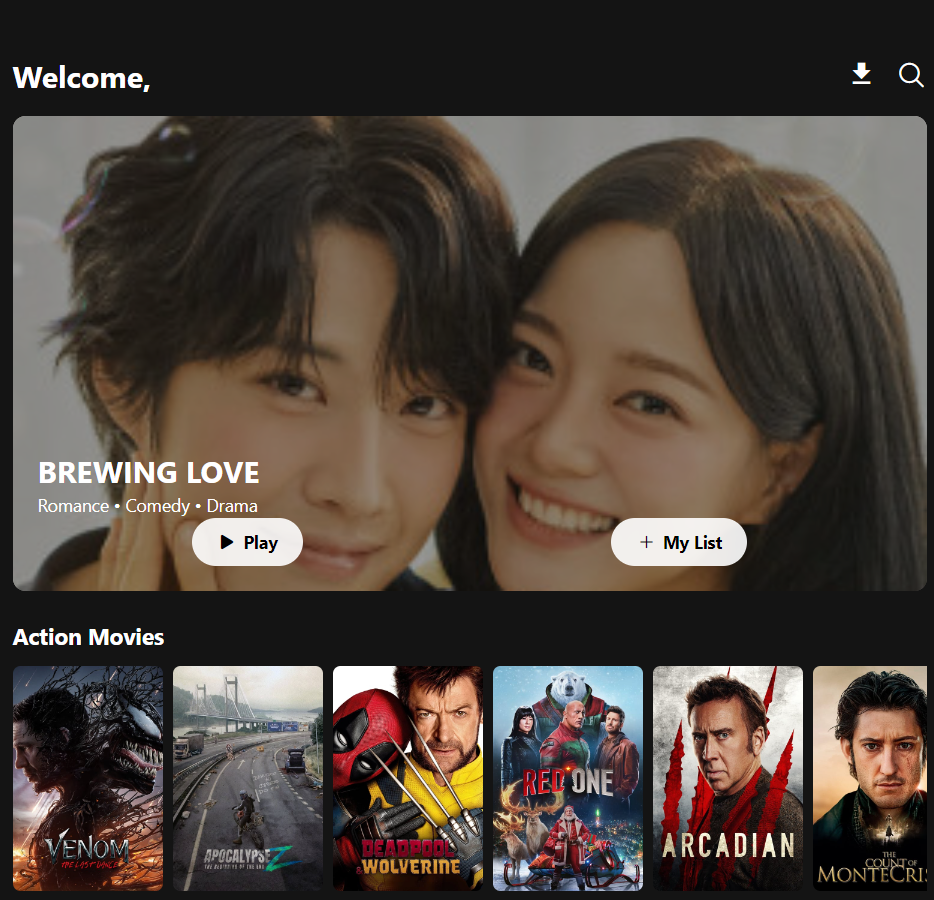 Welcome,
BREWING LOVE
Romance • Comedy • Drama
Play
+ My List
Action Movies
VENOM
THE LAST DANCE
APOCALYPSE Z
THE BEGINNING OF THE END
DEADPOOL
& WOLVERINE
RED ONE
ARCADIAN
THE
COUNT OF
MONTECRIS